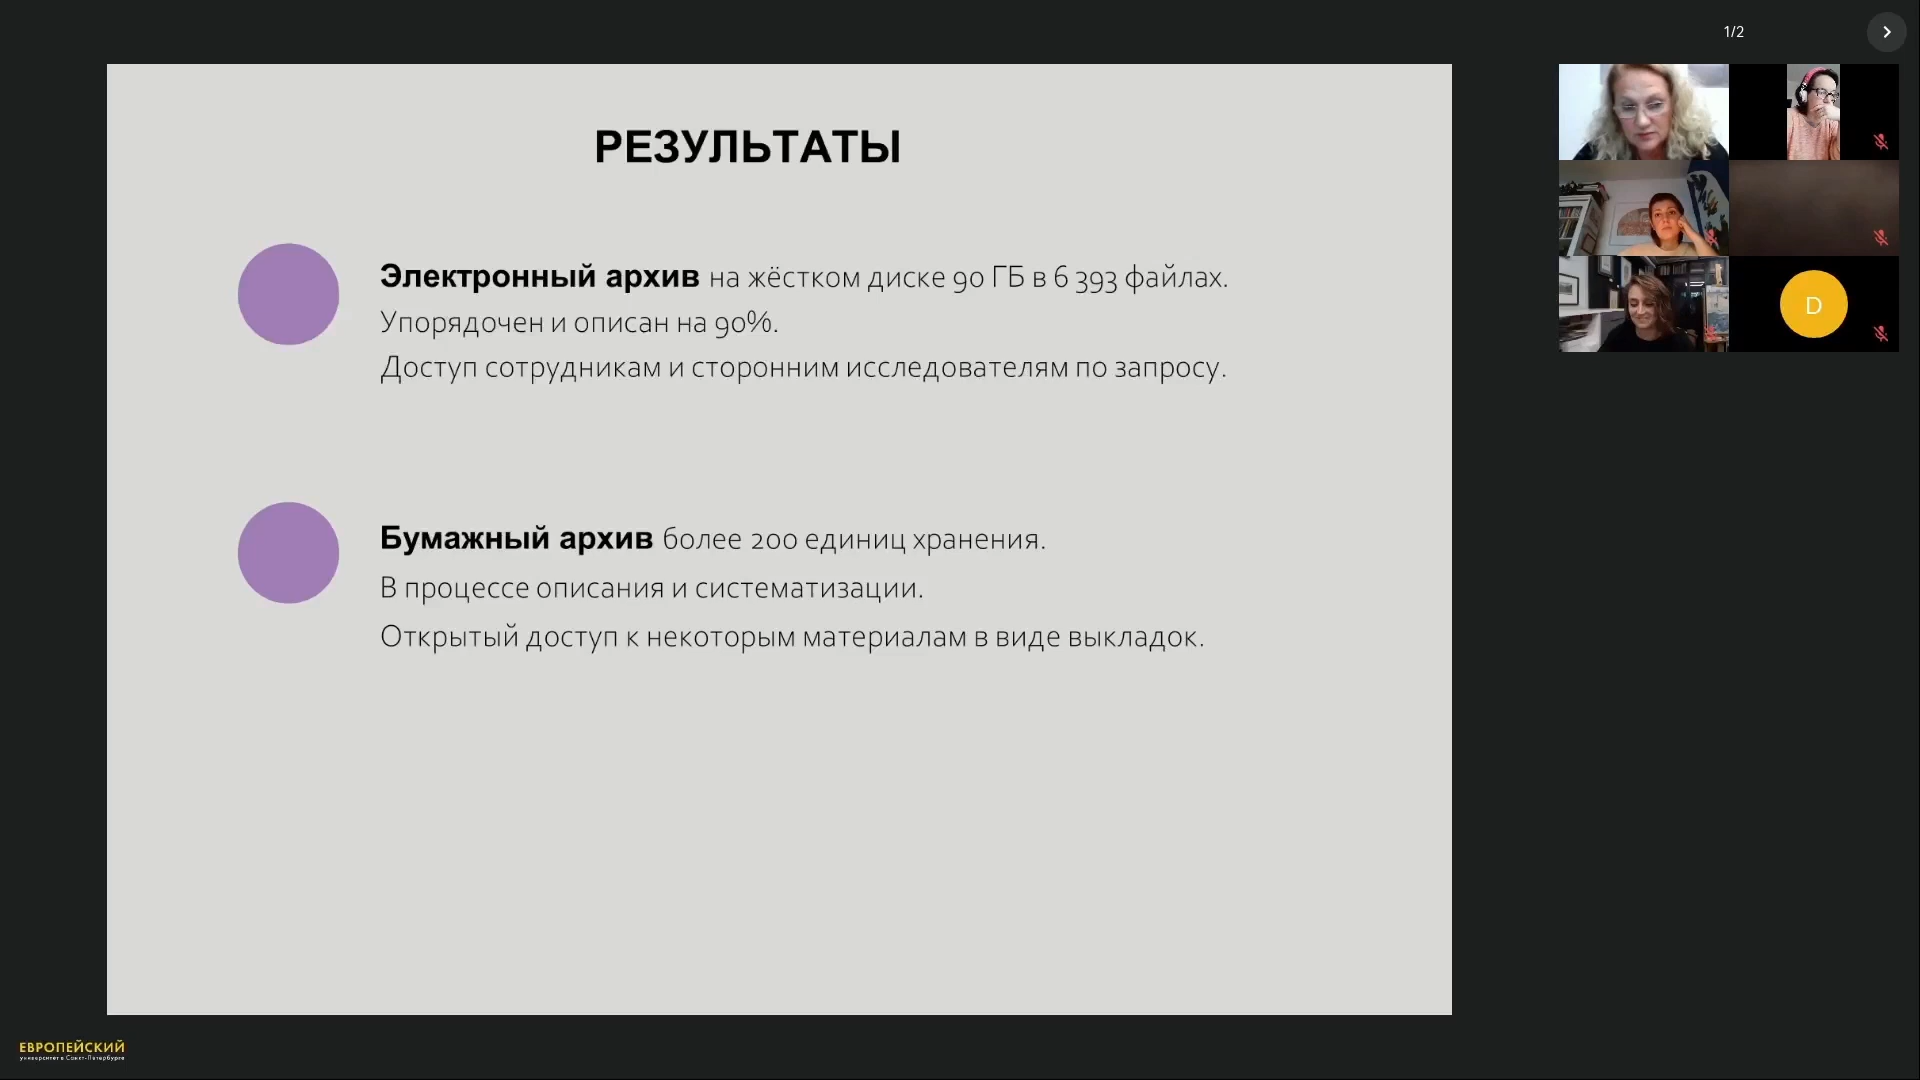 1/2
РЕЗУЛЬТАТЫ
Электронный архив на жёстком диске 90 ГБ в 6 393 файлах.
Упорядочен и описан на 90%.
Доступ сотрудникам и сторонним исследователям по запросу.
Бумажный архив более 200 единиц хранения.
В процессе описания и систематизации.
Открытый доступ к некоторым материалам в виде выкладок.
D
ЕВРОПЕЙСКИЙ
университет в Санкт-Петербурге